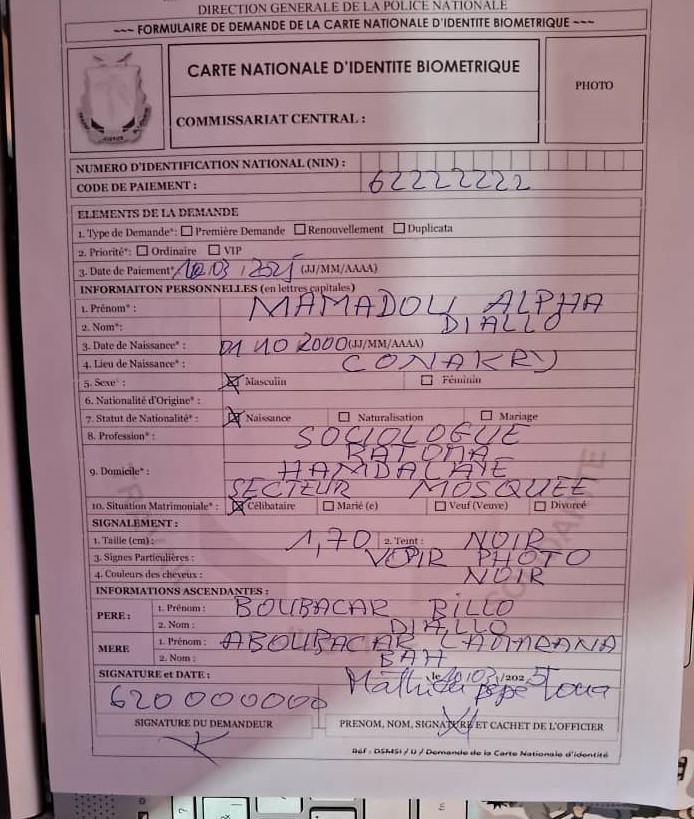 DIRECTION GENERALE DE LA POLICE NATIONALE
~~~ FORMULAIRE DE DEMANDE DE LA CARTE NATIONALE D'IDENTITE BIOMETRIQUE ~~~
CARTE NATIONALE D'IDENTITE BIOMETRIQUE
PHOTO
COMMISSARIAT CENTRAL :
NUMERO D'IDENTIFICATION NATIONAL (NIN) :
CODE DE PAIEMENT : 62222222
ELEMENTS DE LA DEMANDE
1. Type de Demande* : Première Demande Renouvellement Duplicata
2. Priorité* : Ordinaire VIP
3. Date de Paiement* 10/03/2025 (JJ/MM/AAAA)
INFORMAITON PERSONNELLES (en lettres capitales)
1. Prénom* : MAMADOU ALPHA
2. Nom* : DIALLO
3. Date de Naissance* : 01 10 2000 (JJ/MM/AAAA)
4. Lieu de Naissance* : CONAKRY
5. Sexe* : Masculin Féminin
6. Nationalité d'Origine* :
7. Statut de Nationalité* : Naissance Naturalisation Mariage
8. Profession* : SOCIOLOGUE
RATOMA
9. Domicile* : HAMDALAYE
SECTEUR MOSQUEE
10. Situation Matrimoniale* : Célibataire Marié (e) Veuf (Veuve) Divorcé
SIGNALEMENT :
1. Taille (cm) : 1,70 2. Teint : NOIR
3. Signes Particulières : VOPIR PHOTO
4. Couleurs des cheveux : NOIR
INFORMATIONS ASCENDANTES :
PERE : 1. Prénom : BOUBACAR BILLO
2. Nom : DIALLO
MERE 1. Prénom : ABOUBACAR CAMARANA
2. Nom : BAH
SIGNATURE et DATE : le 10/03/2025
620 000000 Mathieu pépé Loua
SIGNATURE DU DEMANDEUR PRENOM, NOM, SIGNATURE ET CACHET DE L'OFFICIER
Réf : DSMSI / IJ / Demande de la Carte Nationale d'identité